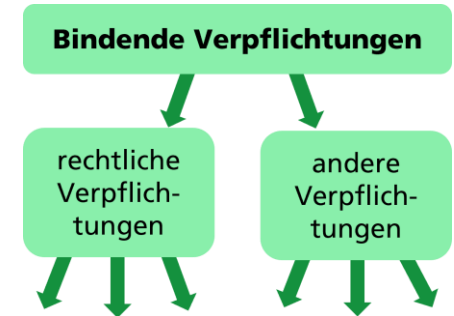 Bindende Verpflichtungen
rechtliche
Verpflich-
tungen
andere
Verpflich-
tungen